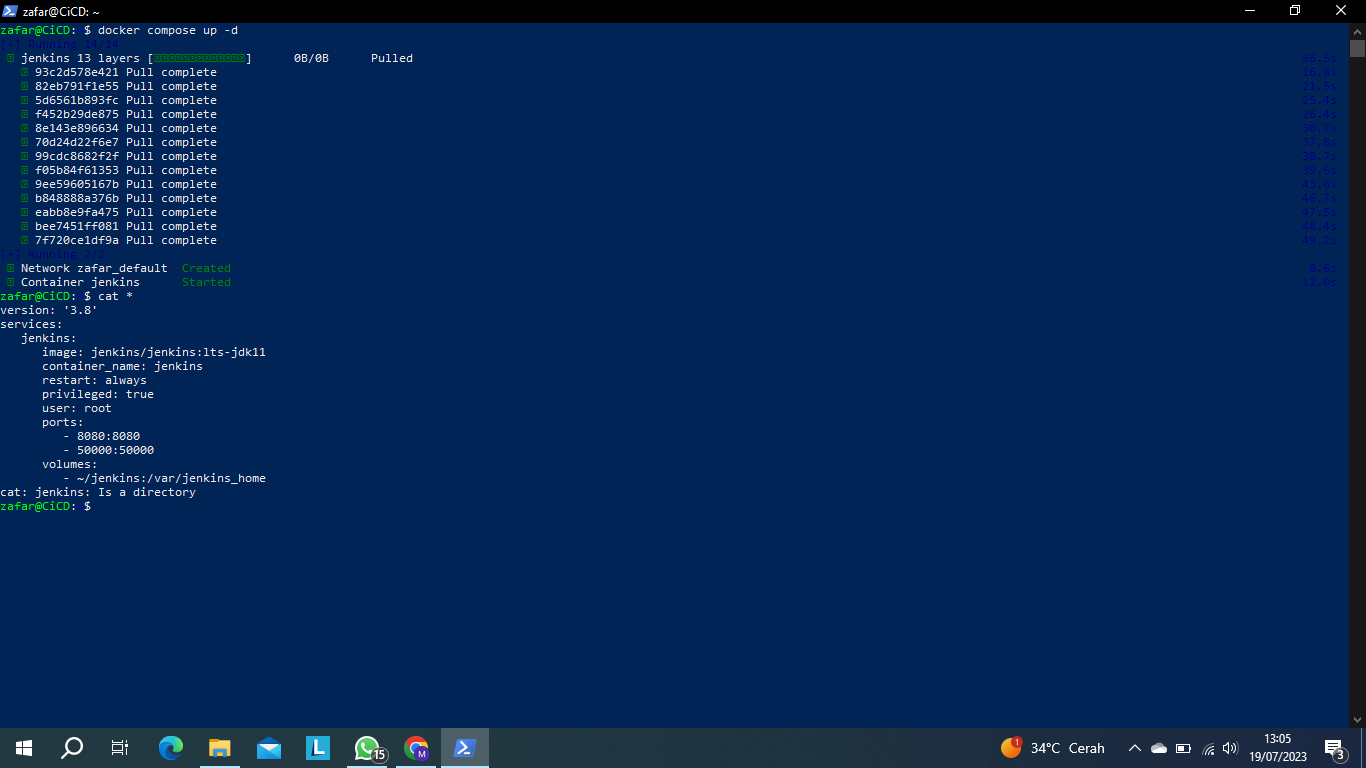 zafar@CiCD: ~
zafar@CiCD:~$ docker compose up -d
[+] Running 14/14
jenkins 13 layers [] 0B/0B Pulled 56.5s
93c2d578e421 Pull complete 16.8s
82eb791f1e55 Pull complete 21.5s
5d6561b893fc Pull complete 25.4s
f452b29de875 Pull complete 26.4s
8e143e896634 Pull complete 30.7s
70d24d22f6e7 Pull complete 37.8s
99cdc8682f2f Pull complete 38.7s
f05b84f61353 Pull complete 39.6s
9ee59605167b Pull complete 45.6s
b848888a376b Pull complete 46.7s
eabb8e9fa475 Pull complete 47.5s
bee7451ff081 Pull complete 48.4s
7f720ce1df9a Pull complete 49.2s
[+] Running 2/2
Network zafar_default Created 8.6s
Container jenkins Started 12.0s
zafar@CiCD:~$ cat *
version: '3.8'
services:
jenkins:
image: jenkins/jenkins:lts-jdk11
container_name: jenkins
restart: always
privileged: true
user: root
ports:
- 8080:8080
- 50000:50000
volumes:
- ~/jenkins:/var/jenkins_home
cat: jenkins: Is a directory
zafar@CiCD:~$
L
15
M
1
34°C Cerah
13:05
19/07/2023
3